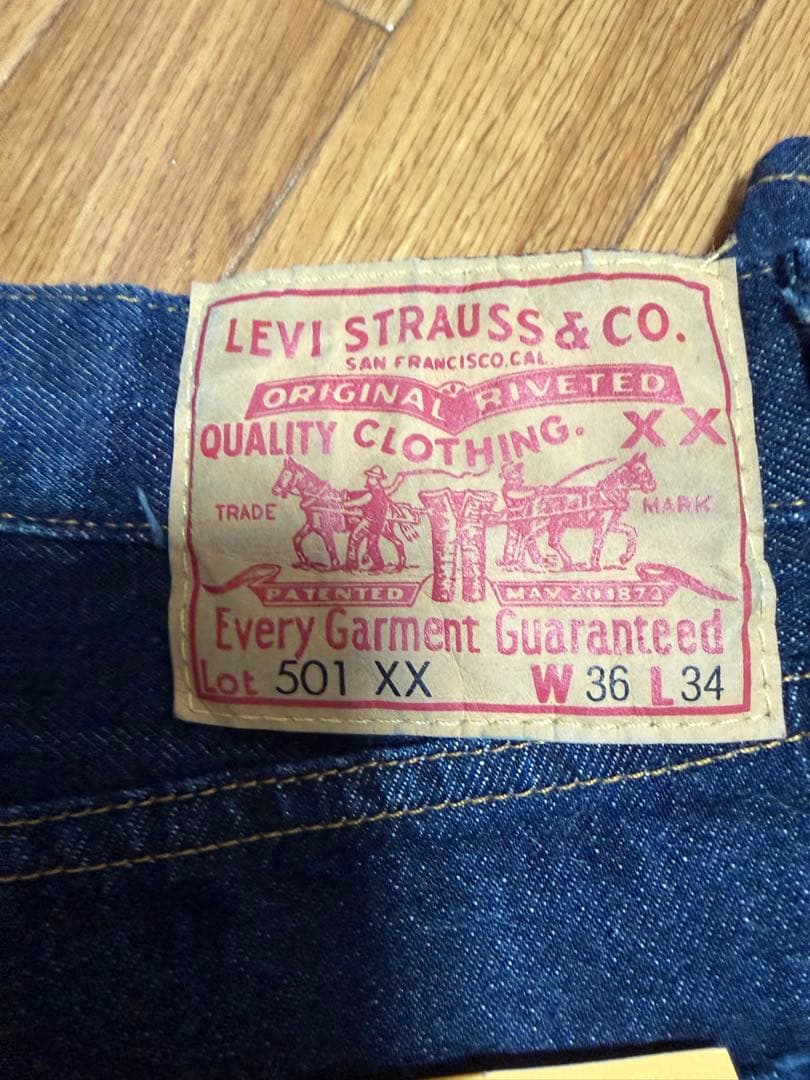 LEVI STRAUSS & CO.
SAN FRANCISCO, CAL.
ORIGINAL RIVETED
QUALITY CLOTHING. XX
TRADE MARK
PATENTED MAY 20 1873
Every Garment Guaranteed
Lot 501 XX W 36 L 34